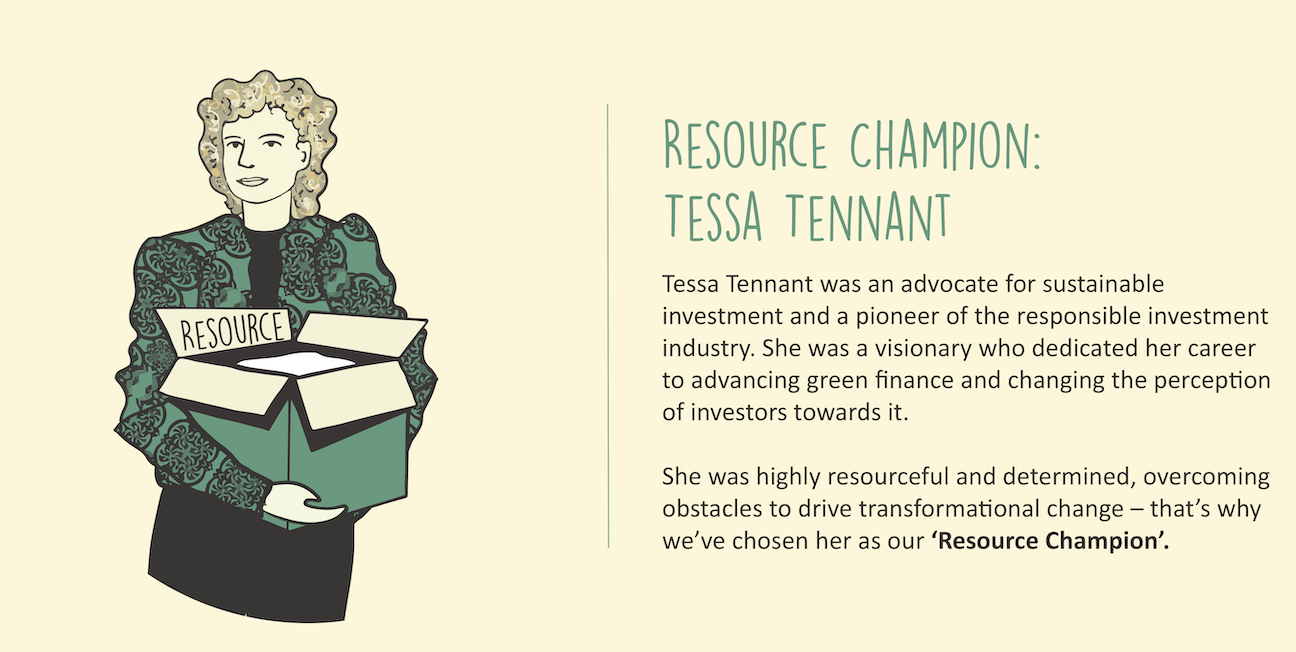 RESOURCE
RESOURCE CHAMPION:
TESSA TENNANT
Tessa Tennant was an advocate for sustainable
investment and a pioneer of the responsible investment
industry. She was a visionary who dedicated her career
to advancing green finance and changing the perception
of investors towards it.
She was highly resourceful and determined, overcoming
obstacles to drive transformational change – that’s why
we’ve chosen her as our ‘Resource Champion’.